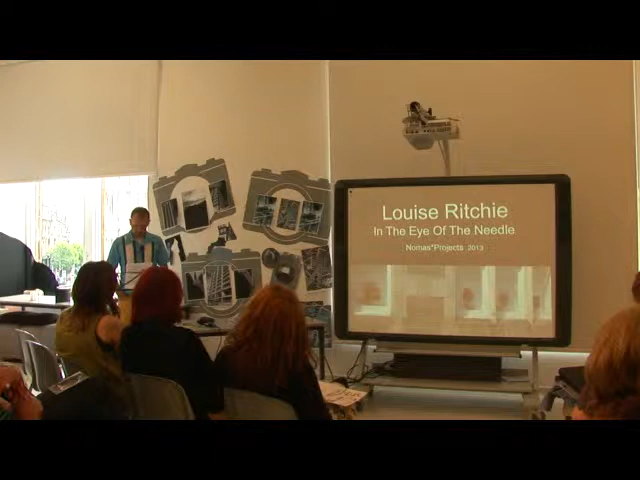 Louise Ritchie
In The Eye Of The Needle
Nomas*Projects 2013